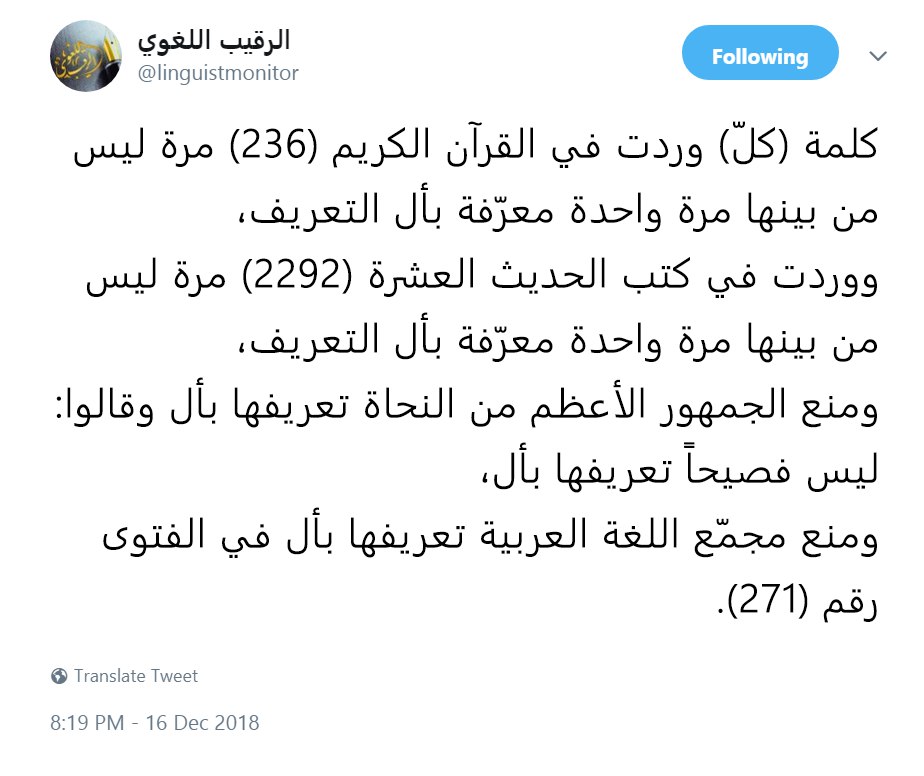 الرقيب اللغوي
@linguistmonitor
Following
كلمة (كلّ) وردت في القرآن الكريم (236) مرة ليس
من بينها مرة واحدة معرّفة بأل التعريف،
ووردت في كتب الحديث العشرة (2292) مرة ليس
من بينها مرة واحدة معرّفة بأل التعريف،
ومنع الجمهور الأعظم من النحاة تعريفها بأل وقالوا:
ليس فصيحاً تعريفها بأل،
ومنع مجمّع اللغة العربية تعريفها بأل في الفتوى
رقم (271).
Translate Tweet
8:19 PM - 16 Dec 2018